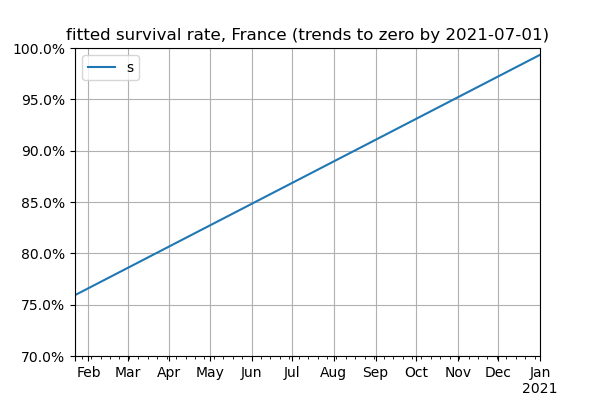 fitted survival rate, France (trends to zero by 2021-07-01)
100.0%
s
95.0%
90.0%
85.0%
80.0%
75.0%
70.0%
Feb Mar Apr May Jun Jul Aug Sep Oct Nov Dec Jan
2021